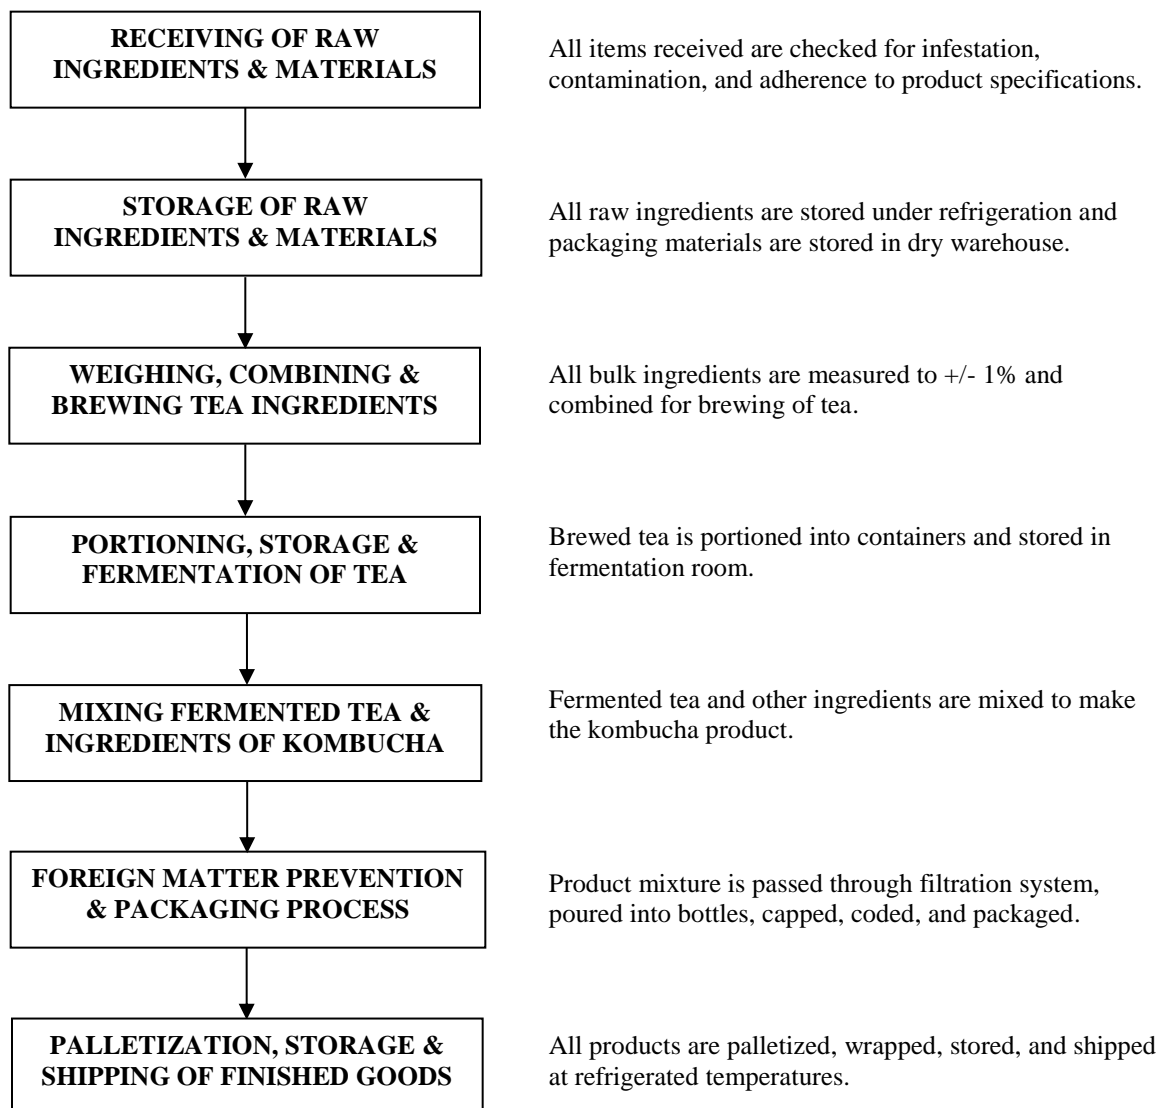 RECEIVING OF RAW
INGREDIENTS & MATERIALS
All items received are checked for infestation,
contamination, and adherence to product specifications.
STORAGE OF RAW
INGREDIENTS & MATERIALS
All raw ingredients are stored under refrigeration and
packaging materials are stored in dry warehouse.
WEIGHING, COMBINING &
BREWING TEA INGREDIENTS
All bulk ingredients are measured to +/- 1% and
combined for brewing of tea.
PORTIONING, STORAGE &
FERMENTATION OF TEA
Brewed tea is portioned into containers and stored in
fermentation room.
MIXING FERMENTED TEA &
INGREDIENTS OF KOMBUCHA
Fermented tea and other ingredients are mixed to make
the kombucha product.
FOREIGN MATTER PREVENTION
& PACKAGING PROCESS
Product mixture is passed through filtration system,
poured into bottles, capped, coded, and packaged.
PALLETIZATION, STORAGE &
SHIPPING OF FINISHED GOODS
All products are palletized, wrapped, stored, and shipped
at refrigerated temperatures.